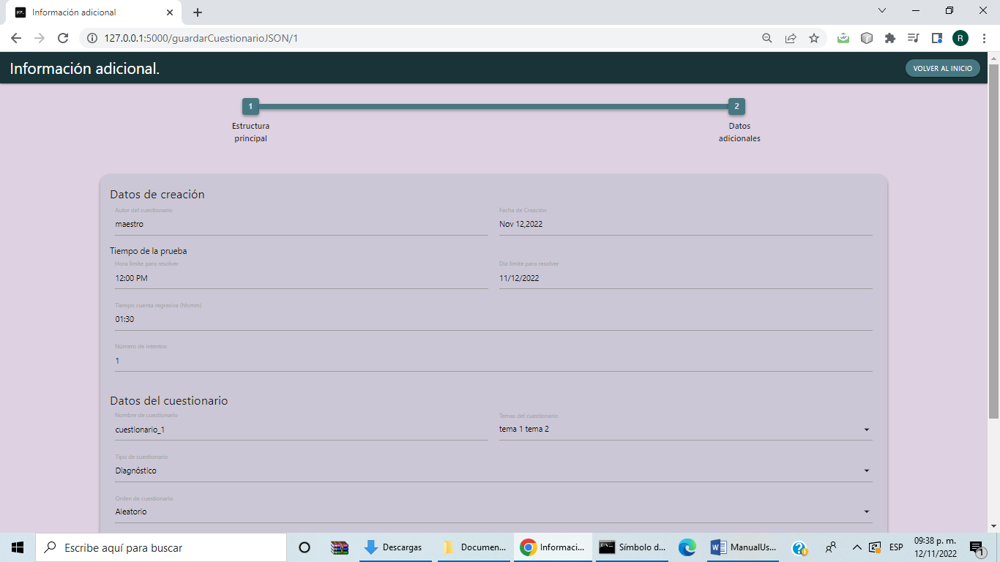 Información adicional
127.0.0.1:5000/guardarCuestionarioJSON/1
R
Información adicional.
VOLVER AL INICIO
1
2
Estructura
principal
Datos
adicionales
Datos de creación
Autor del cuestionario
Fecha de Creación
maestro
Nov 12,2022
Tiempo de la prueba
Hora limite para resolver
Dia limite para resolver
12:00 PM
11/12/2022
Tiempo cuenta regresiva (hh:mm)
01:30
Numero de intentos
1
Datos del cuestionario
Nombre de cuestionario
Temas del cuestionario
cuestionario_1
tema 1 tema 2
Tipo de cuestionario
Diagnóstico
Orden de cuestionario
Aleatorio
Escribe aquí para buscar
Descargas
Documen...
Informaci...
Símbolo d...
ManualUs...
ESP
09:38 p. m.
12/11/2022
1